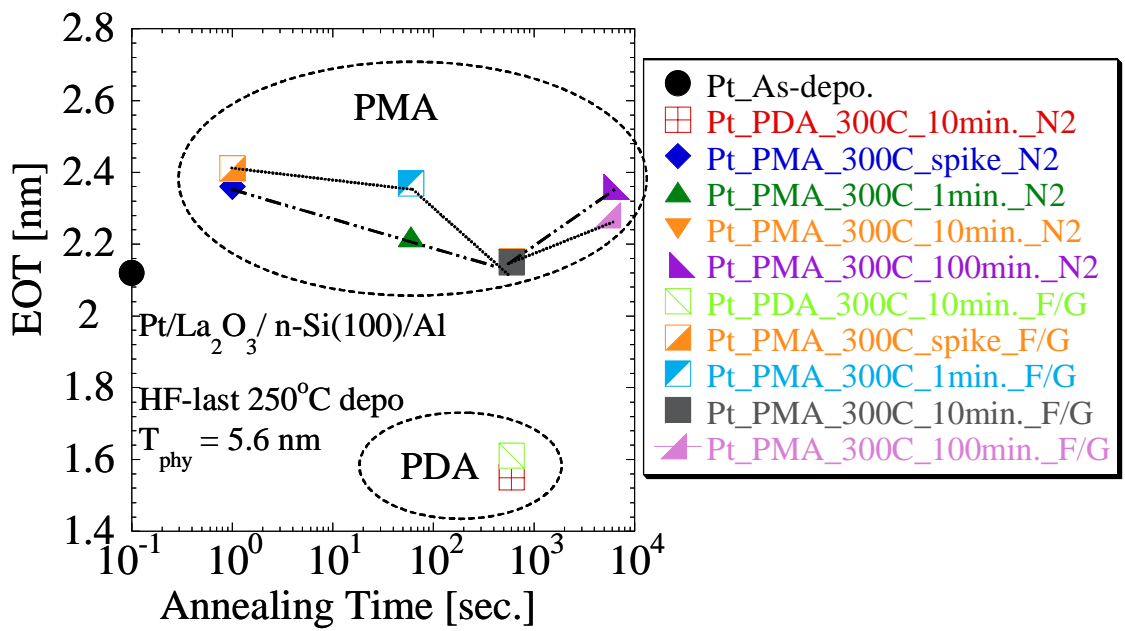 2.8
2.6
2.4
2.2
2
1.8
1.6
1.4
EOT [nm]
10⁻¹ 10⁰ 10¹ 10² 10³ 10⁴
Annealing Time [sec.]
PMA
Pt/La₂O₃/ n-Si(100)/Al
HF-last 250°C depo
T_phy = 5.6 nm
PDA
Pt_As-depo.
Pt_PDA_300C_10min._N2
Pt_PMA_300C_spike_N2
Pt_PMA_300C_1min._N2
Pt_PMA_300C_10min._N2
Pt_PMA_300C_100min._N2
Pt_PDA_300C_10min._F/G
Pt_PMA_300C_spike_F/G
Pt_PMA_300C_1min._F/G
Pt_PMA_300C_10min._F/G
Pt_PMA_300C_100min._F/G